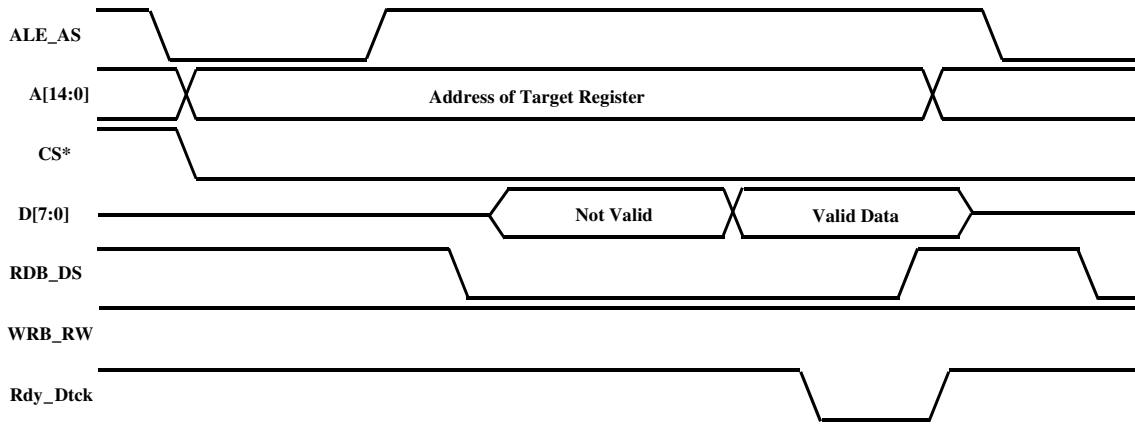 ALE_AS
A[14:0]
Address of Target Register
CS*
D[7:0]
Not Valid
Valid Data
RDB_DS
WRB_RW
Rdy_Dtck